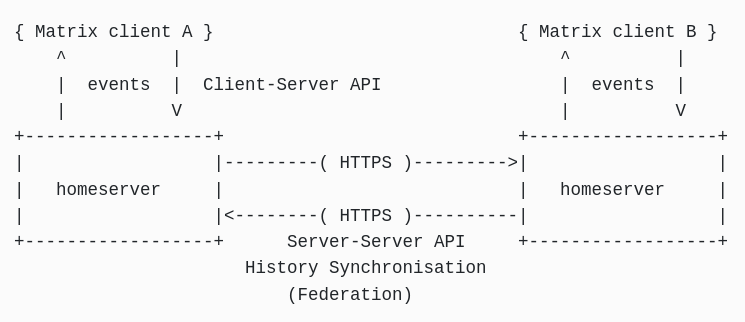 { Matrix client A }                             { Matrix client B }
    ^          |                                    ^          |
    |  events  |  Client-Server API                 |  events  |
    |          V                                    |          V
+------------------+                            +------------------+
|                  |---------( HTTPS )--------->|                  |
|   homeserver     |                            |   homeserver     |
|                  |<--------( HTTPS )----------|                  |
+------------------+      Server-Server API     +------------------+
                      History Synchronisation
                          (Federation)